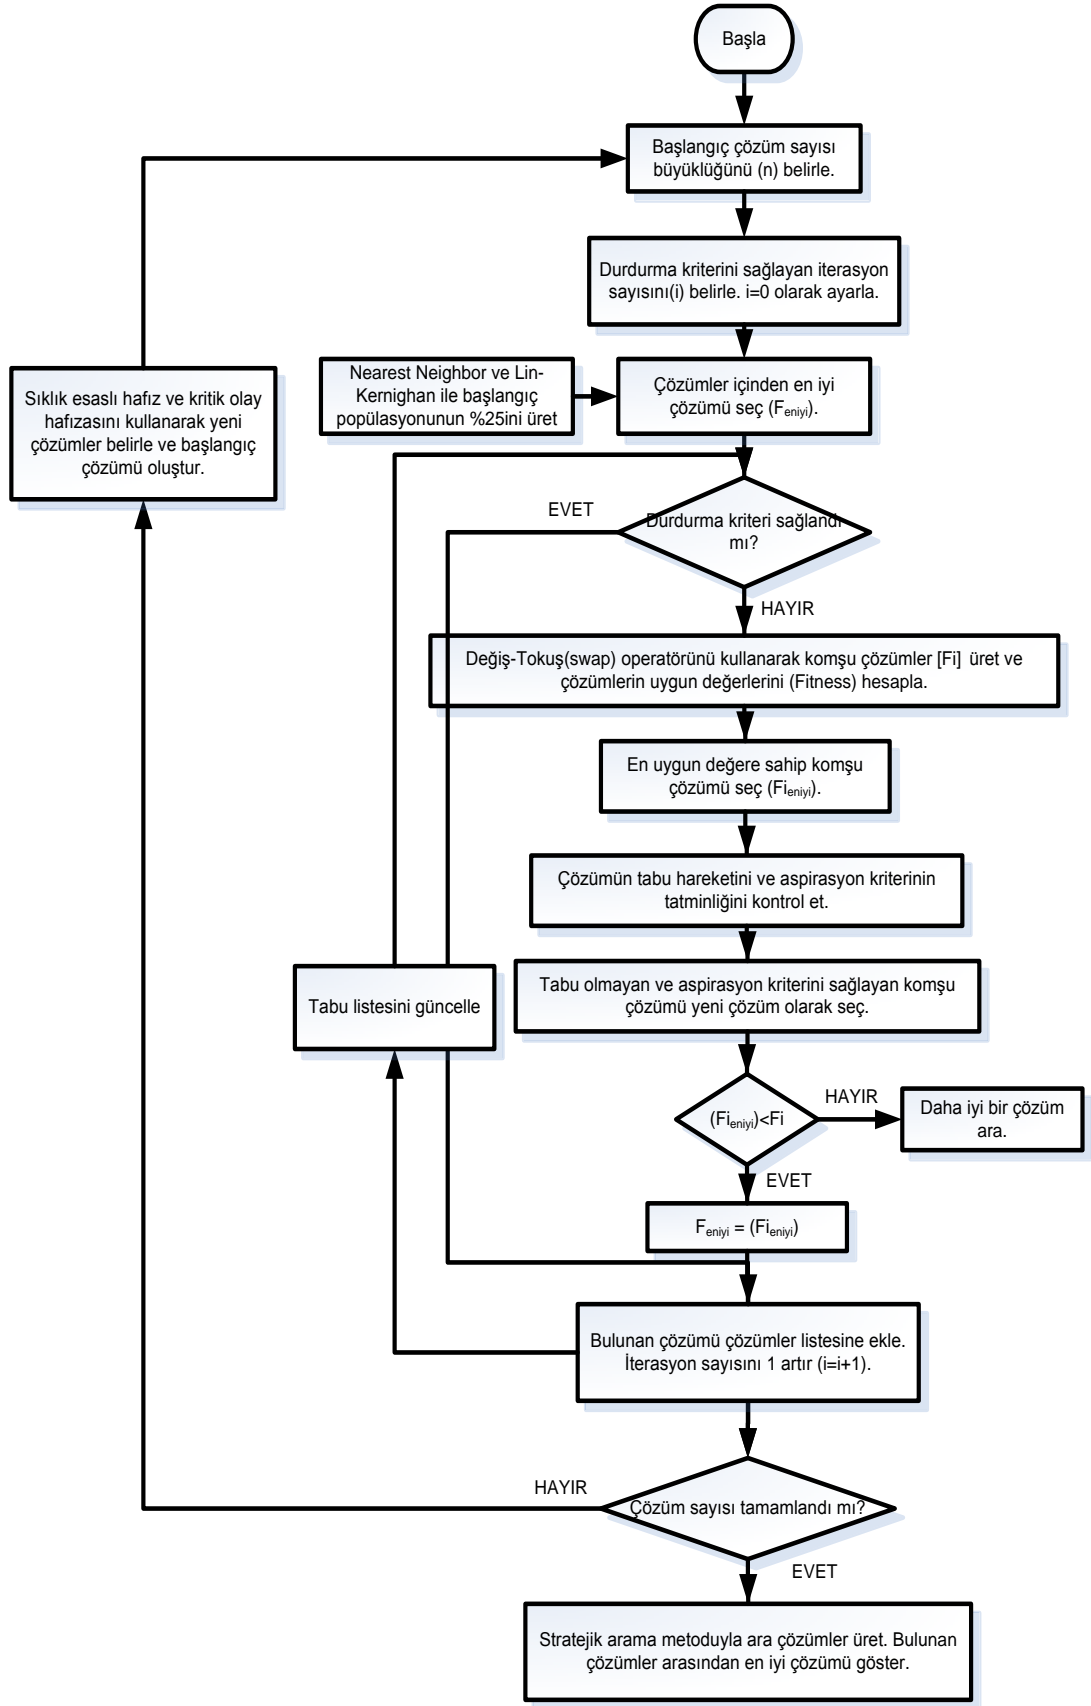 Başla
Başlangıç çözüm sayısı
büyüklüğünü (n) belirle.
Durdurma kriterini sağlayan iterasyon
sayısını(i) belirle. i=0 olarak ayarla.
Nearest Neighbor ve Lin-
Kernighan ile başlangıç
popülasyonunun %25ini üret
Çözümler içinden en iyi
çözümü seç (Feniyi).
Sıklık esaslı hafız ve kritik olay
hafızasını kullanarak yeni
çözümler belirle ve başlangıç
çözümü oluştur.
EVET
Durdurma kriteri sağlandı
mı?
HAYIR
Değiş-Tokuş(swap) operatörünü kullanarak komşu çözümler [Fi] üret ve
çözümlerin uygun değerlerini (Fitness) hesapla.
En uygun değere sahip komşu
çözümü seç (Fieniyi).
Çözümün tabu hareketini ve aspirasyon kriterinin
tatminliğini kontrol et.
Tabu olmayan ve aspirasyon kriterini sağlayan komşu
çözümü yeni çözüm olarak seç.
Tabu listesini güncelle
(Fieniyi)<Fi
HAYIR
Daha iyi bir çözüm
ara.
EVET
Feniyi = (Fieniyi)
Bulunan çözümü çözümler listesine ekle.
İterasyon sayısını 1 artır (i=i+1).
HAYIR
Çözüm sayısı tamamlandı mı?
EVET
Stratejik arama metoduyla ara çözümler üret. Bulunan
çözümler arasından en iyi çözümü göster.